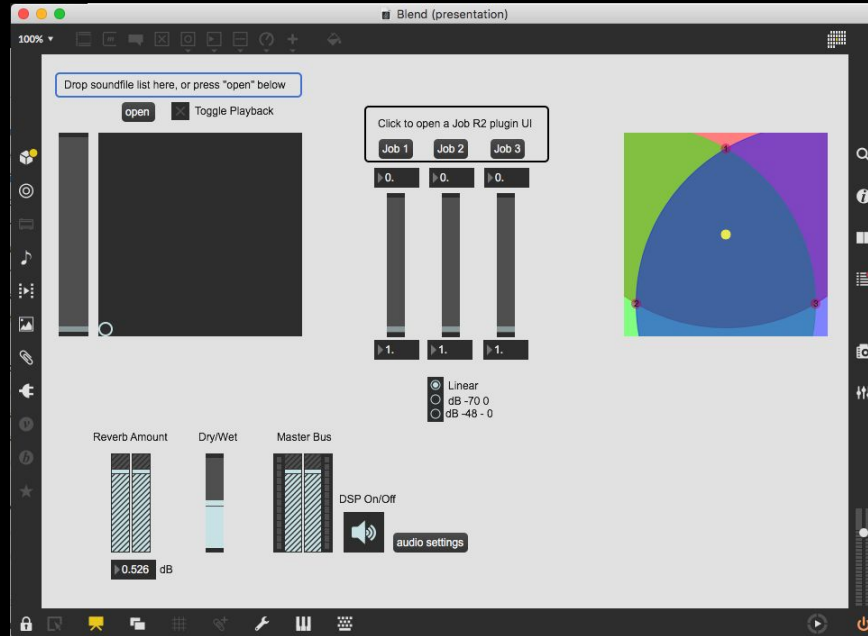 Blend (presentation)
100%
Drop soundfile list here, or press "open" below
open
Toggle Playback
Click to open a Job R2 plugin UI
Job 1
Job 2
Job 3
0.
0.
0.
1
2
3
1.
1.
1.
Linear
dB -70 0
dB -48 - 0
Reverb Amount
Dry/Wet
Master Bus
DSP On/Off
audio settings
0.526 dB